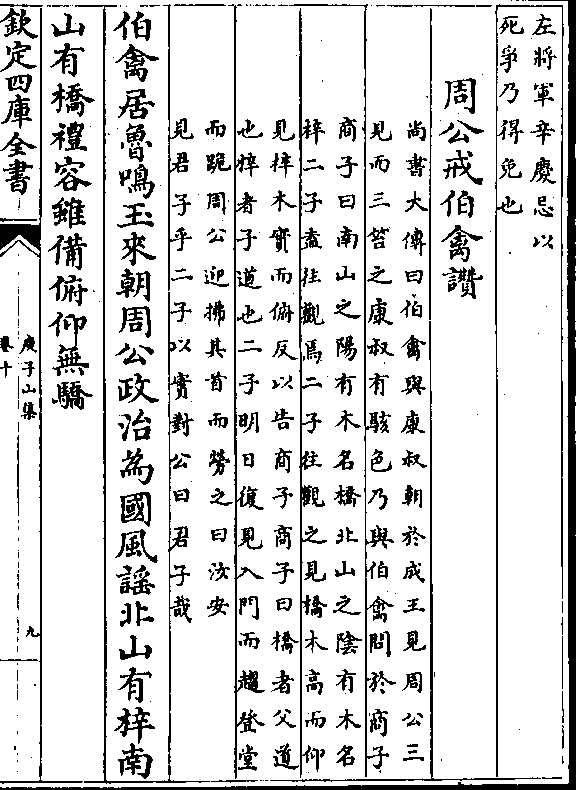 左將軍辛慶忌以
死爭乃得免也
周公戒伯禽讚
尚書大傳曰伯禽與康叔朝於成王見周公三
見而三笞之康叔有駭色乃與伯禽問於商子
商子曰南山之陽有木名橋北山之陰有木名
梓二子盍往觀焉二子往觀之見橋木高而仰
見梓木實而俯反以告商子商子曰橋者父道
也梓者子道也二子明日復見入門而趨登堂
而跪周公迎拂其首而勞之曰汝安
見君子乎二子以實對公曰君子哉
伯禽居魯鳴玉來朝周公政治為國風謡北山有梓南
山有橋禮容雖備俯仰無驕
欽定四庫全書
庾子山集
卷十
九